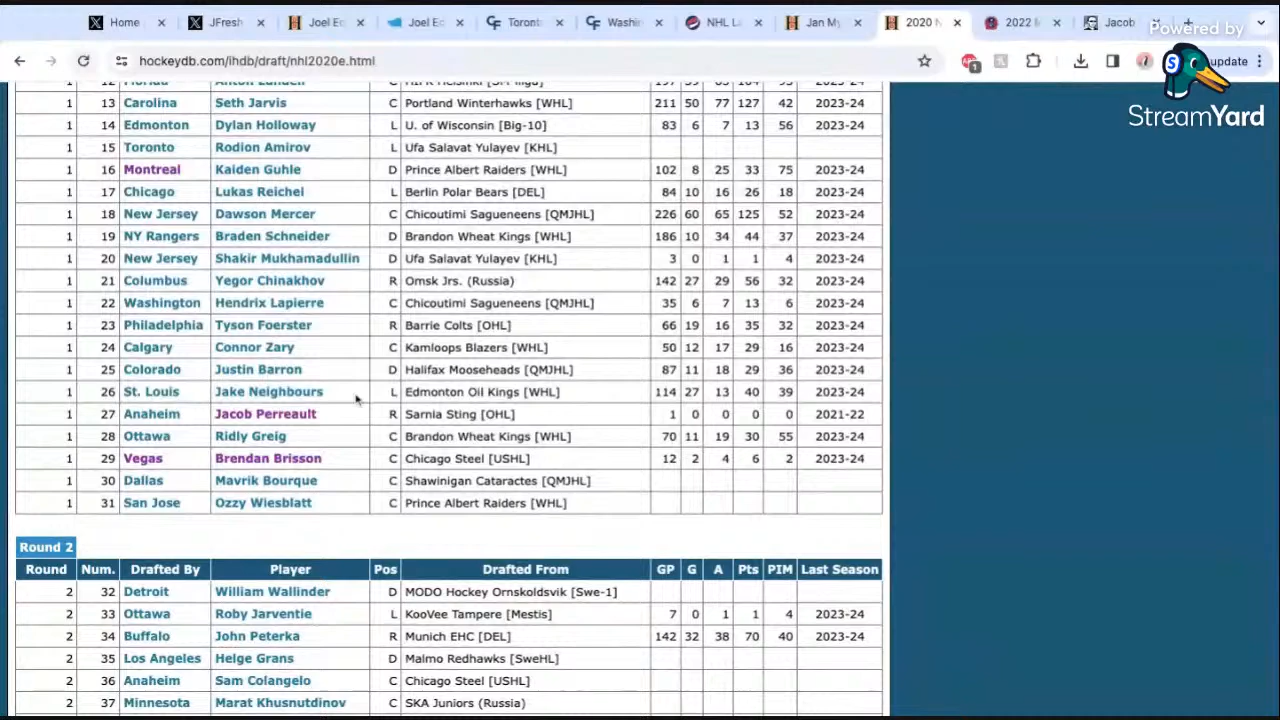 Home
JFresh
Joel E
Joel E
Toront
Washin
NHL L
Jan My
2020 N
2022
Jacob
Powered by
StreamYard
hockeydb.com/ihdb/draft/nhl2020e.html
update
1 13 Carolina Seth Jarvis C Portland Winterhawks [WHL] 211 50 77 127 42 2023-24
1 14 Edmonton Dylan Holloway L U. of Wisconsin [Big-10] 83 6 7 13 56 2023-24
1 15 Toronto Rodion Amirov L Ufa Salavat Yulayev [KHL]
1 16 Montreal Kaiden Guhle D Prince Albert Raiders [WHL] 102 8 25 33 75 2023-24
1 17 Chicago Lukas Reichel L Berlin Polar Bears [DEL] 84 10 16 26 18 2023-24
1 18 New Jersey Dawson Mercer C Chicoutimi Sagueneens [QMJHL] 226 60 65 125 52 2023-24
1 19 NY Rangers Braden Schneider D Brandon Wheat Kings [WHL] 186 10 34 44 37 2023-24
1 20 New Jersey Shakir Mukhamadullin D Ufa Salavat Yulayev [KHL] 3 0 1 1 4 2023-24
1 21 Columbus Yegor Chinakhov R Omsk Jrs. (Russia) 142 27 29 56 32 2023-24
1 22 Washington Hendrix Lapierre C Chicoutimi Sagueneens [QMJHL] 35 6 7 13 6 2023-24
1 23 Philadelphia Tyson Foerster R Barrie Colts [OHL] 66 19 16 35 32 2023-24
1 24 Calgary Connor Zary C Kamloops Blazers [WHL] 50 12 17 29 16 2023-24
1 25 Colorado Justin Barron D Halifax Mooseheads [QMJHL] 87 11 18 29 36 2023-24
1 26 St. Louis Jake Neighbours L Edmonton Oil Kings [WHL] 114 27 13 40 39 2023-24
1 27 Anaheim Jacob Perreault R Sarnia Sting [OHL] 1 0 0 0 0 2021-22
1 28 Ottawa Ridly Greig C Brandon Wheat Kings [WHL] 70 11 19 30 55 2023-24
1 29 Vegas Brendan Brisson C Chicago Steel [USHL] 12 2 4 6 2 2023-24
1 30 Dallas Mavrik Bourque C Shawinigan Cataractes [QMJHL]
1 31 San Jose Ozzy Wiesblatt C Prince Albert Raiders [WHL]
Round 2
Round Num. Drafted By Player Pos Drafted From GP G A Pts PIM Last Season
2 32 Detroit William Wallinder D MODO Hockey Ornskoldsvik [Swe-1]
2 33 Ottawa Roby Jarventie L KooVee Tampere [Mestis] 7 0 1 1 4 2023-24
2 34 Buffalo John Peterka R Munich EHC [DEL] 142 32 38 70 40 2023-24
2 35 Los Angeles Helge Grans D Malmo Redhawks [SweHL]
2 36 Anaheim Sam Colangelo C Chicago Steel [USHL]
2 37 Minnesota Marat Khusnutdinov C SKA Juniors (Russia)